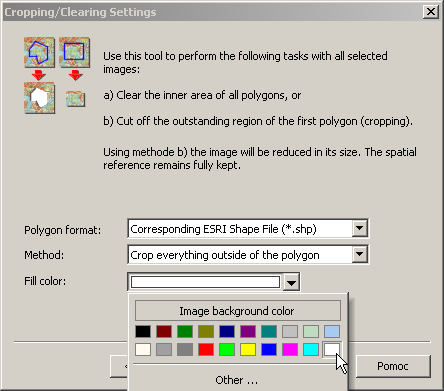 Cropping/Clearing Settings
Use this tool to perform the following tasks with all selected
images:
a) Clear the inner area of all polygons, or
b) Cut off the outstanding region of the first polygon (cropping).
Using methode b) the image will be reduced in its size. The spatial
reference remains fully kept.
Polygon format:
Corresponding ESRI Shape File (*.shp)
Method:
Crop everything outside of the polygon
Fill color:
Image background color
Other ...
Pomoc